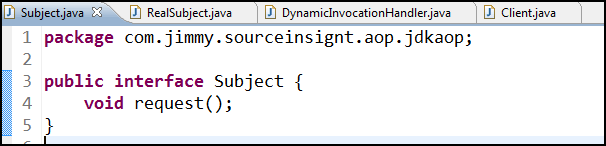 Subject.java RealSubject.java DynamicInvocationHandler.java Client.java
1 package com.jimmy.sourceinsignt.aop.jdkaop;
2
3 public interface Subject {
4 void request();
5 }